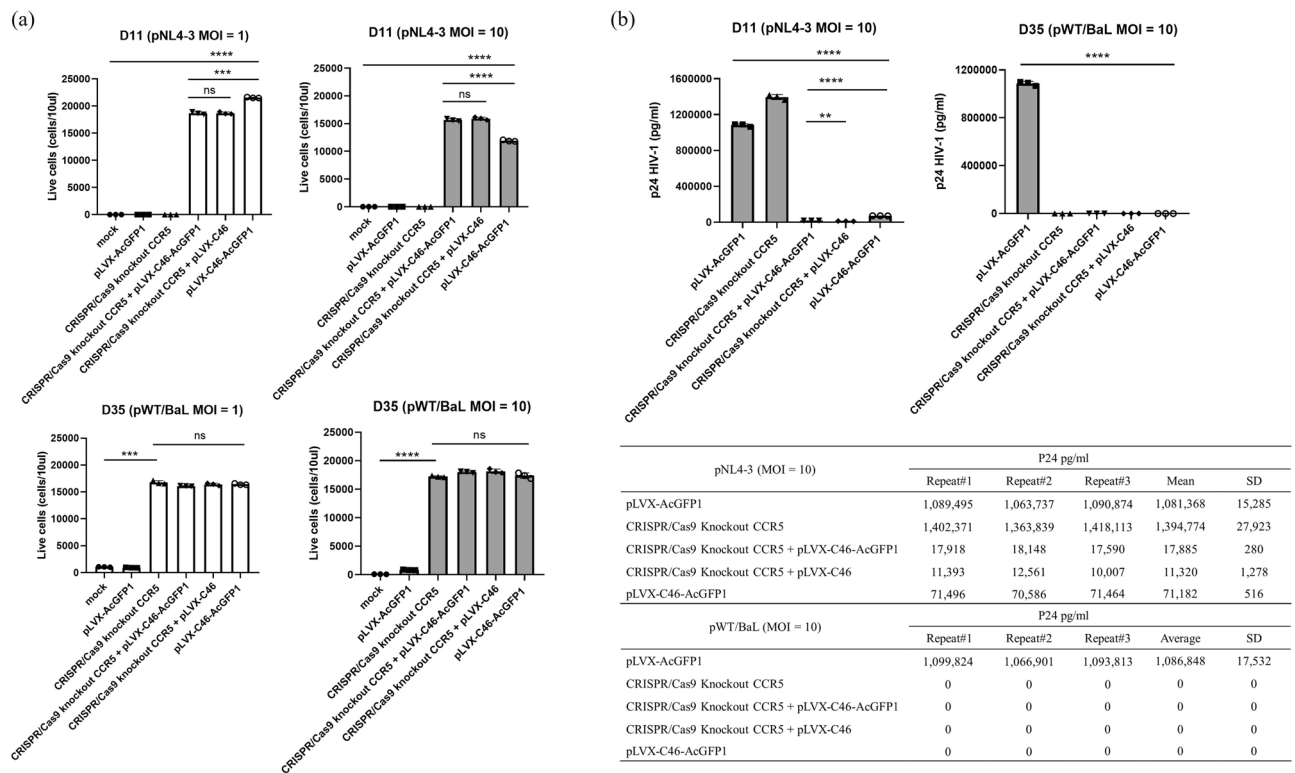 (a)
D11 (pNL4-3 MOI = 1)
****
***
ns
Live cells (cells/10ul)
25000
20000
15000
10000
5000
0
mock
pLVX-AcGFP1
CRISPR/Cas9 knockout CCR5
CRISPR/Cas9 knockout CCR5 + pLVX-C46-AcGFP1
CRISPR/Cas9 knockout CCR5 + pLVX-C46
pLVX-C46-AcGFP1
D11 (pNL4-3 MOI = 10)
****
****
ns
Live cells (cells/10ul)
25000
20000
15000
10000
5000
0
mock
pLVX-AcGFP1
CRISPR/Cas9 knockout CCR5
CRISPR/Cas9 knockout CCR5 + pLVX-C46-AcGFP1
CRISPR/Cas9 knockout CCR5 + pLVX-C46
pLVX-C46-AcGFP1
D35 (pWT/BaL MOI = 1)
ns
***
Live cells (cells/10ul)
25000
20000
15000
10000
5000
0
mock
pLVX-AcGFP1
CRISPR/Cas9 knockout CCR5
CRISPR/Cas9 knockout CCR5 + pLVX-C46-AcGFP1
CRISPR/Cas9 knockout CCR5 + pLVX-C46
pLVX-C46-AcGFP1
D35 (pWT/BaL MOI = 10)
ns
****
Live cells (cells/10ul)
25000
20000
15000
10000
5000
0
mock
pLVX-AcGFP1
CRISPR/Cas9 knockout CCR5
CRISPR/Cas9 knockout CCR5 + pLVX-C46-AcGFP1
CRISPR/Cas9 knockout CCR5 + pLVX-C46
pLVX-C46-AcGFP1
(b)
D11 (pNL4-3 MOI = 10)
****
****
**
p24 HIV-1 (pg/ml)
1600000
1200000
800000
400000
0
pLVX-AcGFP1
CRISPR/Cas9 knockout CCR5
CRISPR/Cas9 knockout CCR5 + pLVX-C46-AcGFP1
CRISPR/Cas9 knockout CCR5 + pLVX-C46
pLVX-C46-AcGFP1
D35 (pWT/BaL MOI = 10)
****
p24 HIV-1 (pg/ml)
1200000
800000
400000
0
pLVX-AcGFP1
CRISPR/Cas9 knockout CCR5
CRISPR/Cas9 knockout CCR5 + pLVX-C46-AcGFP1
CRISPR/Cas9 knockout CCR5 + pLVX-C46
pLVX-C46-AcGFP1
pNL4-3 (MOI = 10) P24 pg/ml
Repeat#1 Repeat#2 Repeat#3 Mean SD
pLVX-AcGFP1 1,089,495 1,063,737 1,090,874 1,081,368 15,285
CRISPR/Cas9 Knockout CCR5 1,402,371 1,363,839 1,418,113 1,394,774 27,923
CRISPR/Cas9 Knockout CCR5 + pLVX-C46-AcGFP1 17,918 18,148 17,590 17,885 280
CRISPR/Cas9 Knockout CCR5 + pLVX-C46 11,393 12,561 10,007 11,320 1,278
pLVX-C46-AcGFP1 71,496 70,586 71,464 71,182 516
pWT/BaL (MOI = 10) P24 pg/ml
Repeat#1 Repeat#2 Repeat#3 Average SD
pLVX-AcGFP1 1,099,824 1,066,901 1,093,813 1,086,848 17,532
CRISPR/Cas9 Knockout CCR5 0 0 0 0 0
CRISPR/Cas9 Knockout CCR5 + pLVX-C46-AcGFP1 0 0 0 0 0
CRISPR/Cas9 Knockout CCR5 + pLVX-C46 0 0 0 0 0
pLVX-C46-AcGFP1 0 0 0 0 0